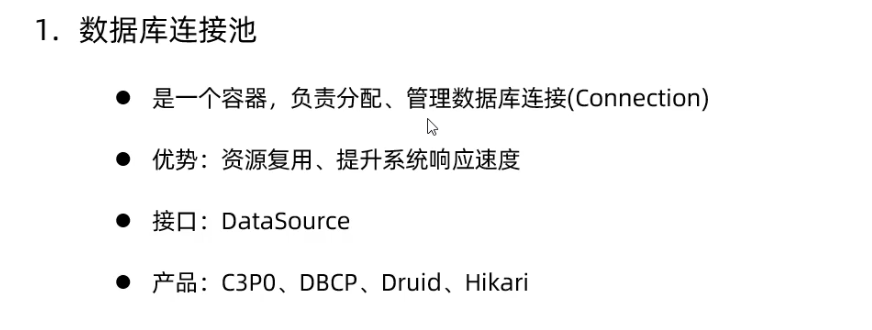 1. 数据库连接池
● 是一个容器，负责分配、管理数据库连接(Connection)
● 优势：资源复用、提升系统响应速度
● 接口：DataSource
● 产品：C3P0、DBCP、Druid、Hikari